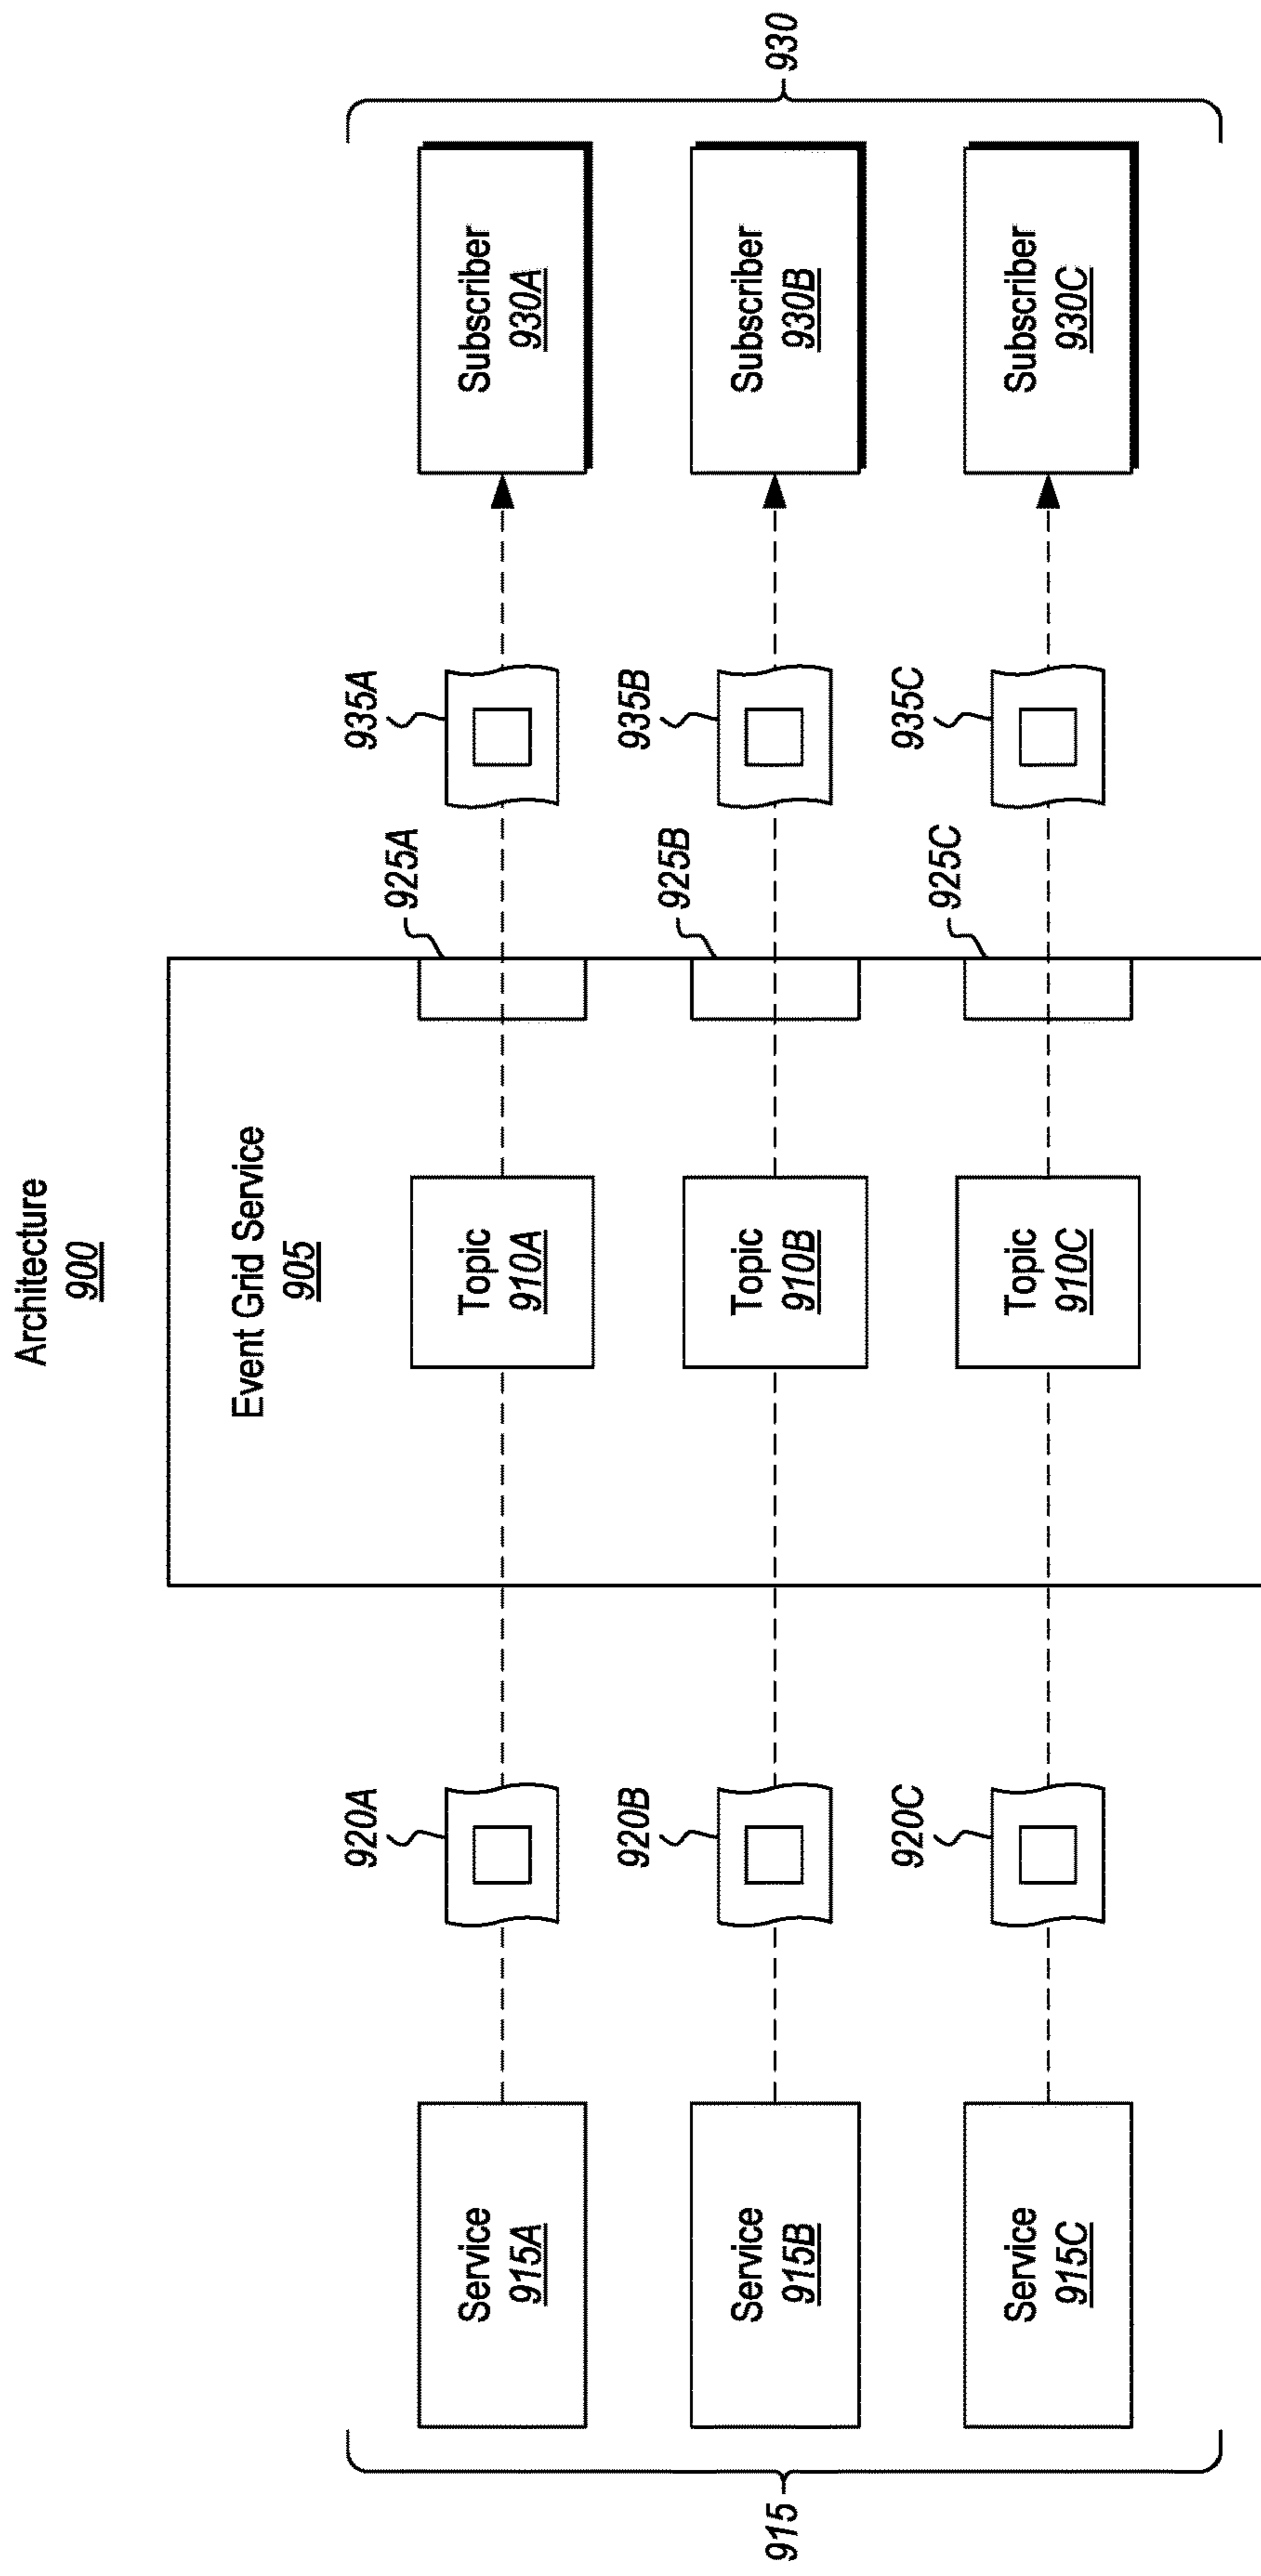 Architecture
900
Event Grid Service
905
915
Service
915A
920A
Topic
910A
925A
935A
Subscriber
930A
Service
915B
920B
Topic
910B
925B
935B
Subscriber
930B
Service
915C
920C
Topic
910C
925C
935C
Subscriber
930C
930